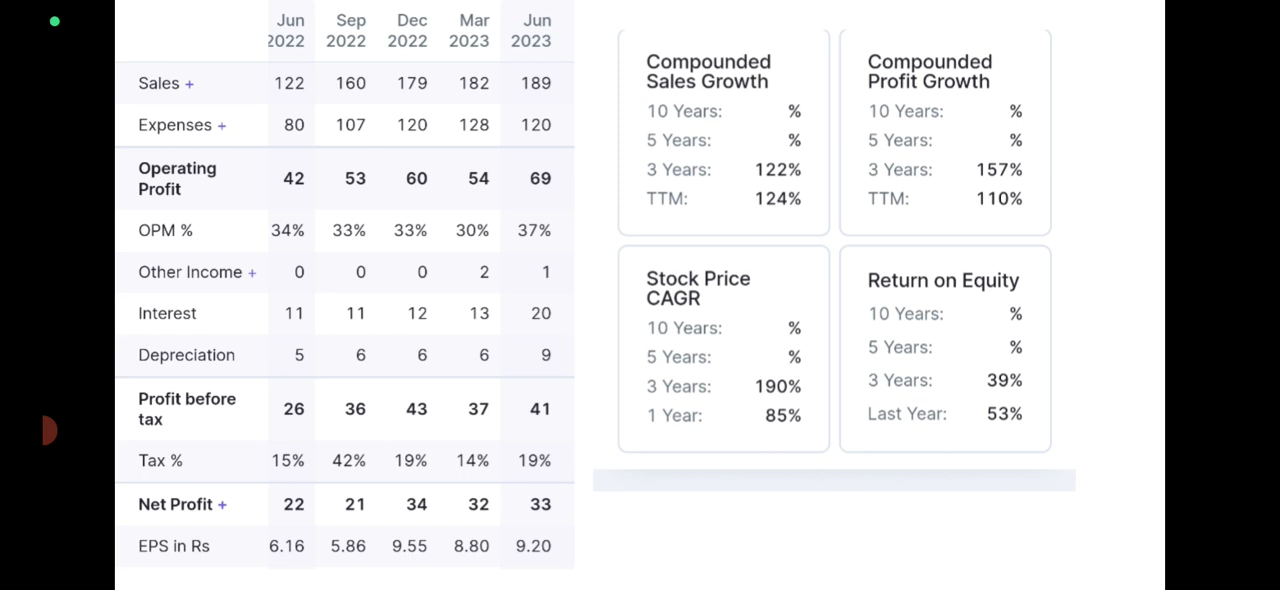 Jun Sep Dec Mar Jun
2022 2022 2022 2023 2023
Sales + 122 160 179 182 189
Expenses + 80 107 120 128 120
Operating
Profit 42 53 60 54 69
OPM % 34% 33% 33% 30% 37%
Other Income + 0 0 0 2 1
Interest 11 11 12 13 20
Depreciation 5 6 6 6 9
Profit before
tax 26 36 43 37 41
Tax % 15% 42% 19% 14% 19%
Net Profit + 22 21 34 32 33
EPS in Rs 6.16 5.86 9.55 8.80 9.20
Compounded
Sales Growth
10 Years: %
5 Years: %
3 Years: 122%
TTM: 124%
Compounded
Profit Growth
10 Years: %
5 Years: %
3 Years: 157%
TTM: 110%
Stock Price
CAGR
10 Years: %
5 Years: %
3 Years: 190%
1 Year: 85%
Return on Equity
10 Years: %
5 Years: %
3 Years: 39%
Last Year: 53%